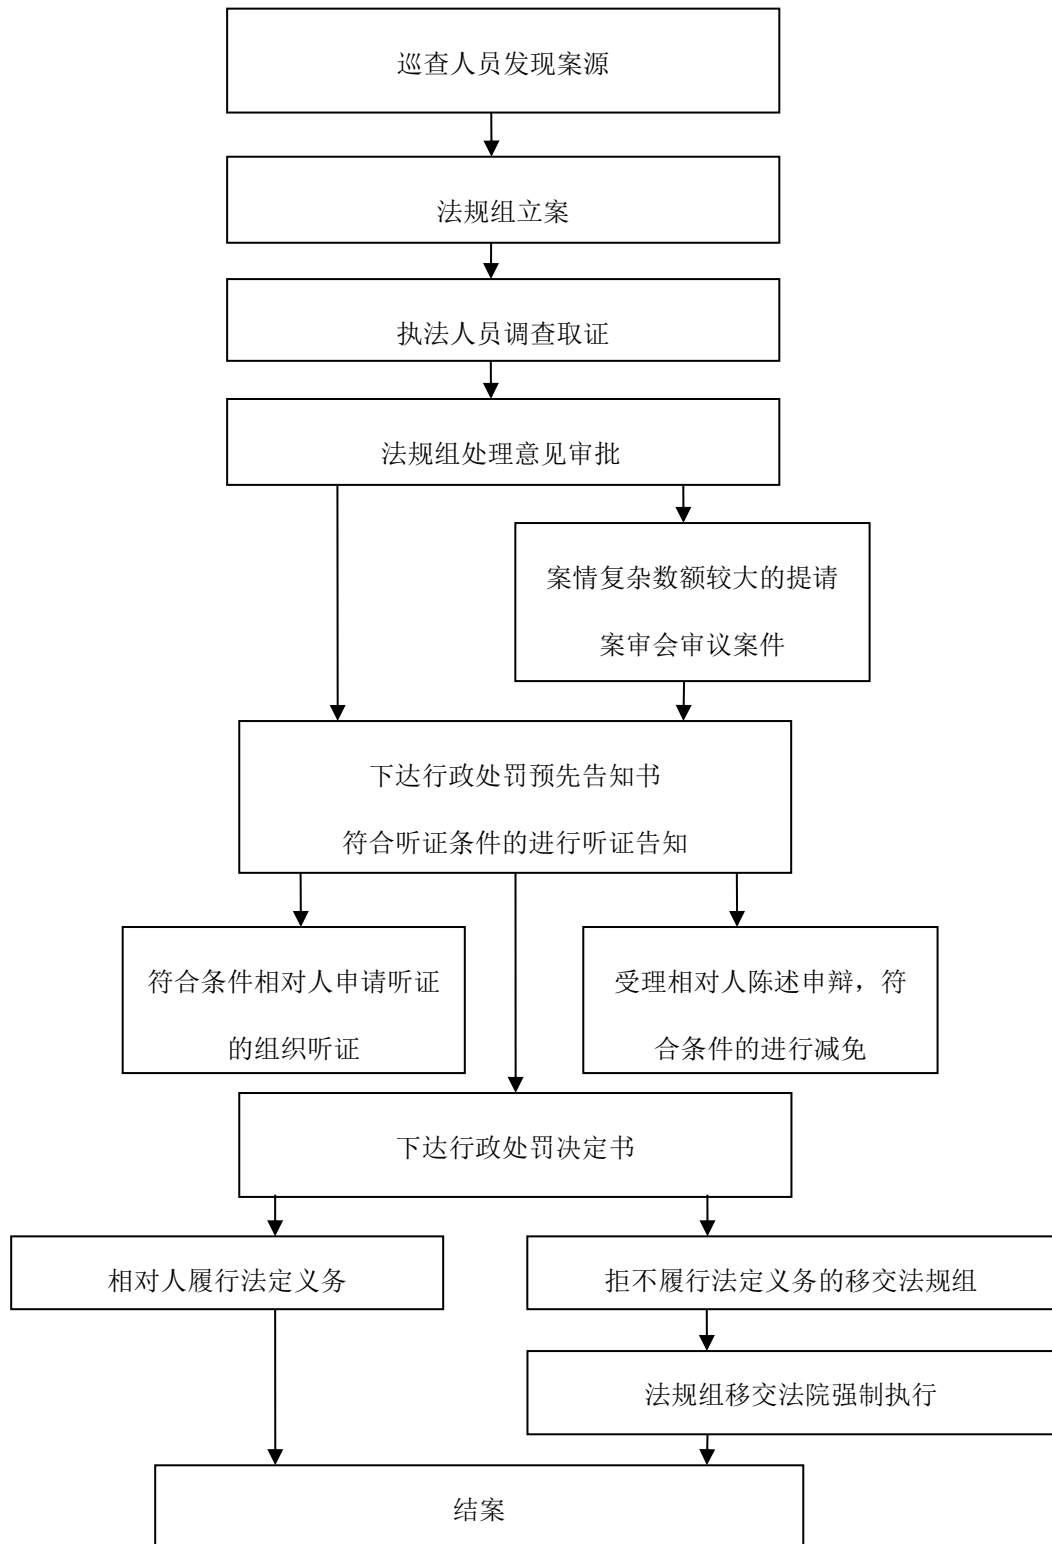 巡查人员发现案源
法规组立案
执法人员调查取证
法规组处理意见审批
案情复杂数额较大的提请
案审会审议案件
下达行政处罚预先告知书
符合听证条件的进行听证告知
符合条件相对人申请听证
的组织听证
受理相对人陈述申辩，符
合条件的进行减免
下达行政处罚决定书
相对人履行法定义务
拒不履行法定义务的移交法规组
法规组移交法院强制执行
结案